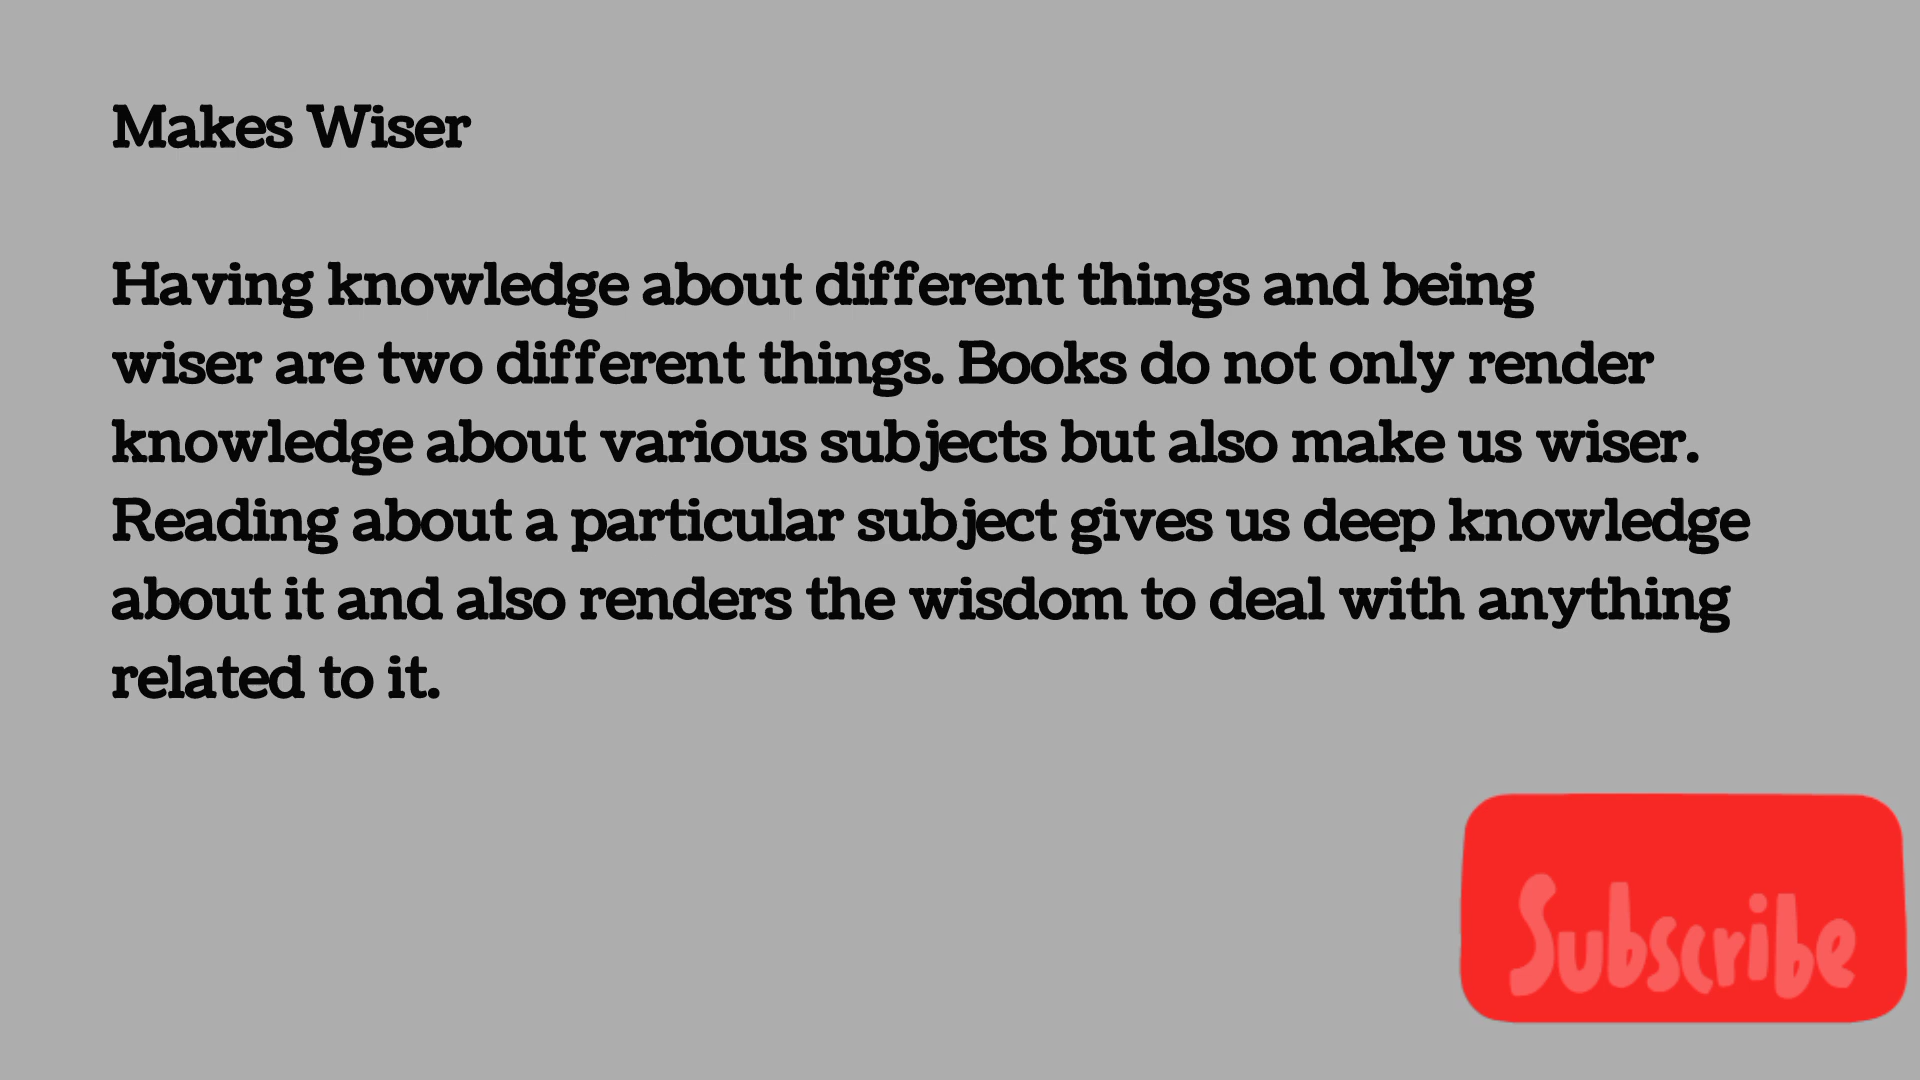 Makes Wiser
Having knowledge about different things and being
wiser are two different things. Books do not only render
knowledge about various subjects but also make us wiser.
Reading about a particular subject gives us deep knowledge
about it and also renders the wisdom to deal with anything
related to it.
Subscribe